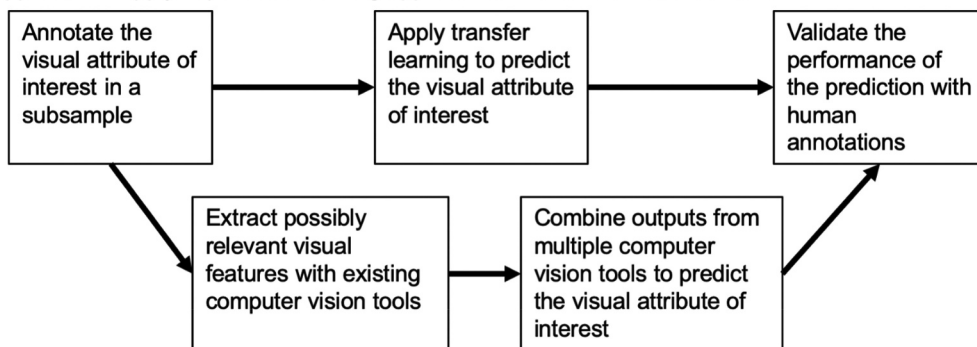 Annotate the
visual attribute of
interest in a
subsample
Apply transfer
learning to predict
the visual attribute
of interest
Validate the
performance of
the prediction with
human
annotations
Extract possibly
relevant visual
features with existing
computer vision tools
Combine outputs from
multiple computer
vision tools to predict
the visual attribute of
interest